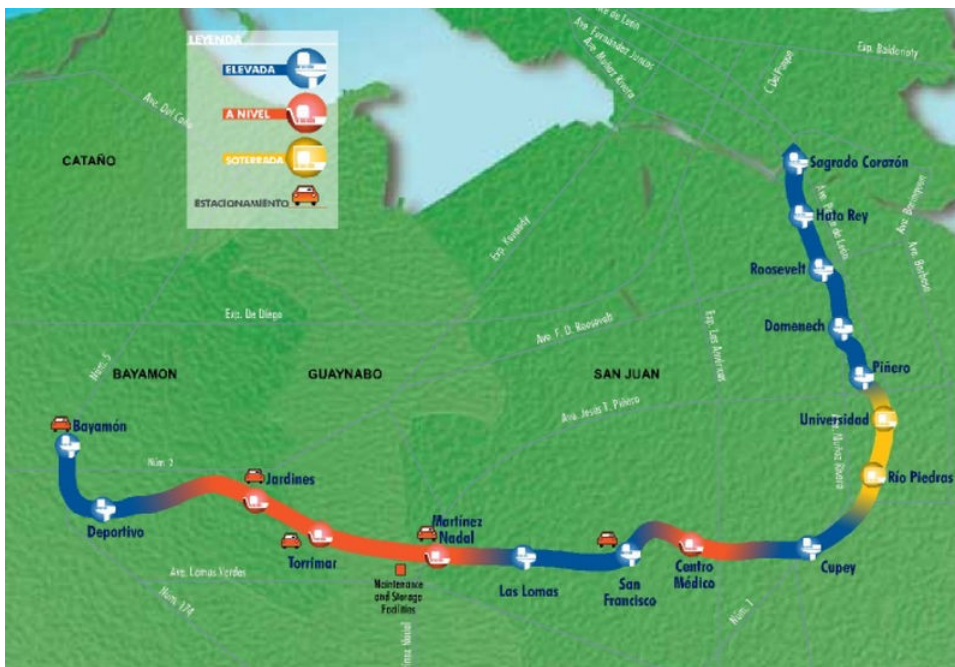 LEYENDA
ELEVADA
A NIVEL
SOTERRADA
ESTACIONAMIENTO
Ave. Fernández Juncos
Ave. Muñoz Rivera
C Del Parque
Exp. Baldorioty
CATAÑO
Sagrado Corazón
Ave. Ponce de León
Hato Rey
Ave. Borinquen
Ave. Barbosa
Exp. Kennedy
Roosevelt
Exp. De Diego
Ave. F. D. Roosevelt
Exp. Las Américas
Domenech
Núm. 5
BAYAMON
GUAYNABO
SAN JUAN
Piñero
Ave. Jesús T. Piñero
Universidad
Bayamón
Núm. 2
Jardines
Río Piedras
Deportivo
Torrimar
Martínez
Nadal
Las Lomas
San
Francisco
Centro
Médico
Cupey
Ave. Lomas Verdes
Maintenance
and Storage
Facilities
Núm. 174
Núm. 1